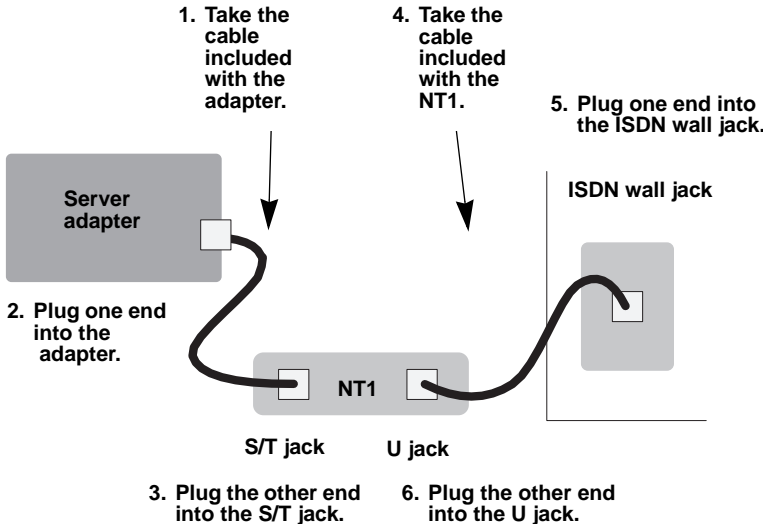 1. Take the
cable
included
with the
adapter.
4. Take the
cable
included
with the
NT1.
5. Plug one end into
the ISDN wall jack.
Server
adapter
ISDN wall jack
2. Plug one end
into the
adapter.
NT1
S/T jack
U jack
3. Plug the other end
into the S/T jack.
6. Plug the other end
into the U jack.